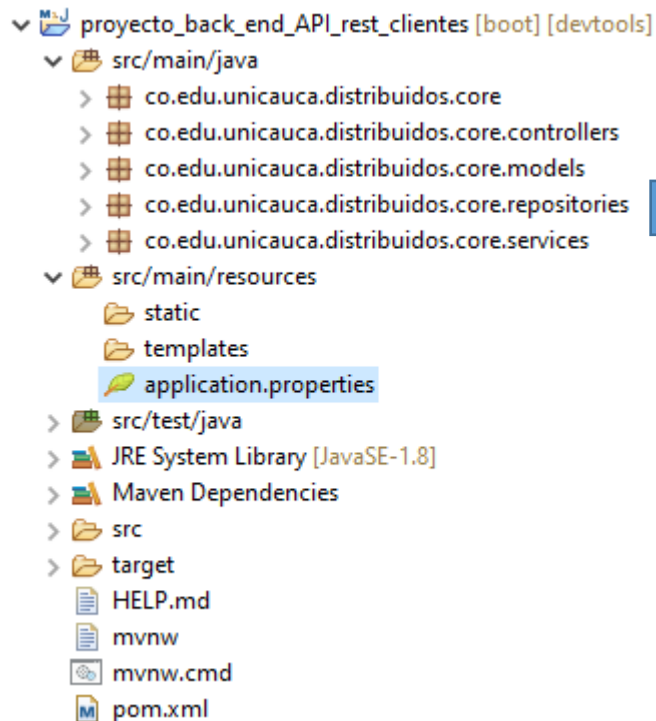 proyecto_back_end_API_rest_clientes [boot] [devtools]
src/main/java
co.edu.unicauca.distribuidos.core
co.edu.unicauca.distribuidos.core.controllers
co.edu.unicauca.distribuidos.core.models
co.edu.unicauca.distribuidos.core.repositories
co.edu.unicauca.distribuidos.core.services
src/main/resources
static
templates
application.properties
src/test/java
JRE System Library [JavaSE-1.8]
Maven Dependencies
src
target
HELP.md
mvnw
mvnw.cmd
pom.xml